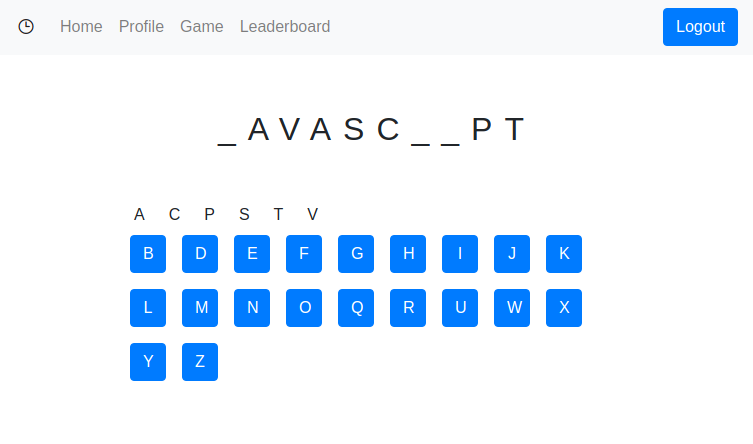 Home Profile Game Leaderboard Logout
_ A V A S C _ _ P T
A C P S T V
B D E F G H I J K
L M N O Q R U W X
Y Z